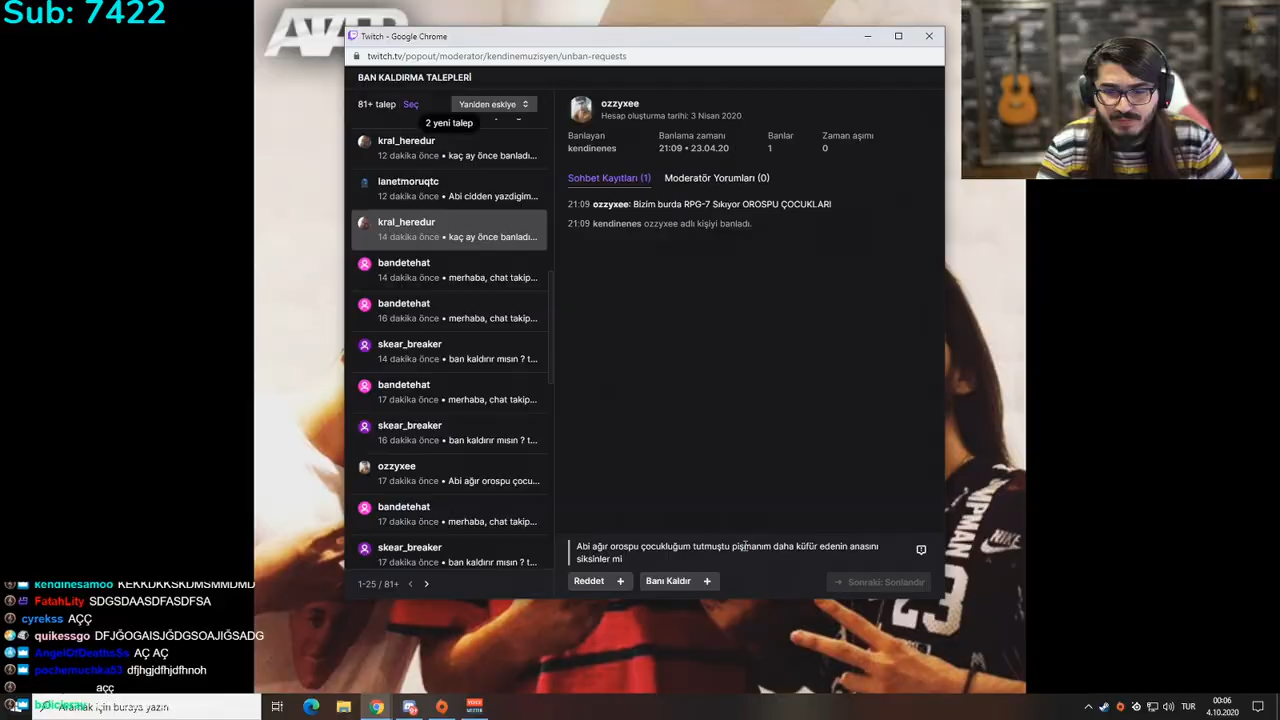 Sub: 7422
Twitch - Google Chrome
twitch.tv/popout/moderator/kendinemuzisyen/unban-requests
BAN KALDIRMA TALEPLERİ
81+ talep Seç Yaniden eskiye
2 yeni talep
kral_heredur
12 dakika önce • kaç ay önce banladı...
lanetmoruqtc
12 dakika önce • Abi cidden yazdigim...
kral_heredur
14 dakika önce • kaç ay önce banladı...
bandetehat
14 dakika önce • merhaba, chat takip...
bandetehat
16 dakika önce • merhaba, chat takip...
skear_breaker
14 dakika önce • ban kaldırır mısın ? t...
bandetehat
17 dakika önce • merhaba, chat takip...
skear_breaker
16 dakika önce • ban kaldırır mısın ? t...
ozzyxee
17 dakika önce • Abi ağır orospu çocu...
bandetehat
17 dakika önce • merhaba, chat takip...
skear_breaker
17 dakika önce • ban kaldırır mısın ? t...
1-25 / 81+
ozzyxee
Hesap oluşturma tarihi: 3 Nisan 2020
Banlayan Banlama zamanı Banlar Zaman aşımı
kendinenes 21:09 • 23.04.20 1 0
Sohbet Kayıtları (1) Moderatör Yorumları (0)
21:09 ozzyxee: Bizim burda RPG-7 Sıkıyor OROSPU ÇOCUKLARI
21:09 kendinenes ozzyxee adlı kişiyi banladı.
Abi ağır orospu çocukluğum tutmuştu pişmanım daha küfür edenin anasını
siksinler mi
Reddet + Banı Kaldır + → Sonraki: Sonlandır
kendinesamoo KEKKDKKSKDMSMMDMD
FatahLity SDGSDAASDFASDFSA
cyrekss AÇÇ
quikessgo DFJĞOGAISJĞDGSOAJIĞSADG
AngelOfDeathsSs AÇ AÇ
pochemuchka53 dfjhgjdfhjdfhnoh
açç
Aramak için buraya yazın
NIKE
TUR
00:06
4.10.2020